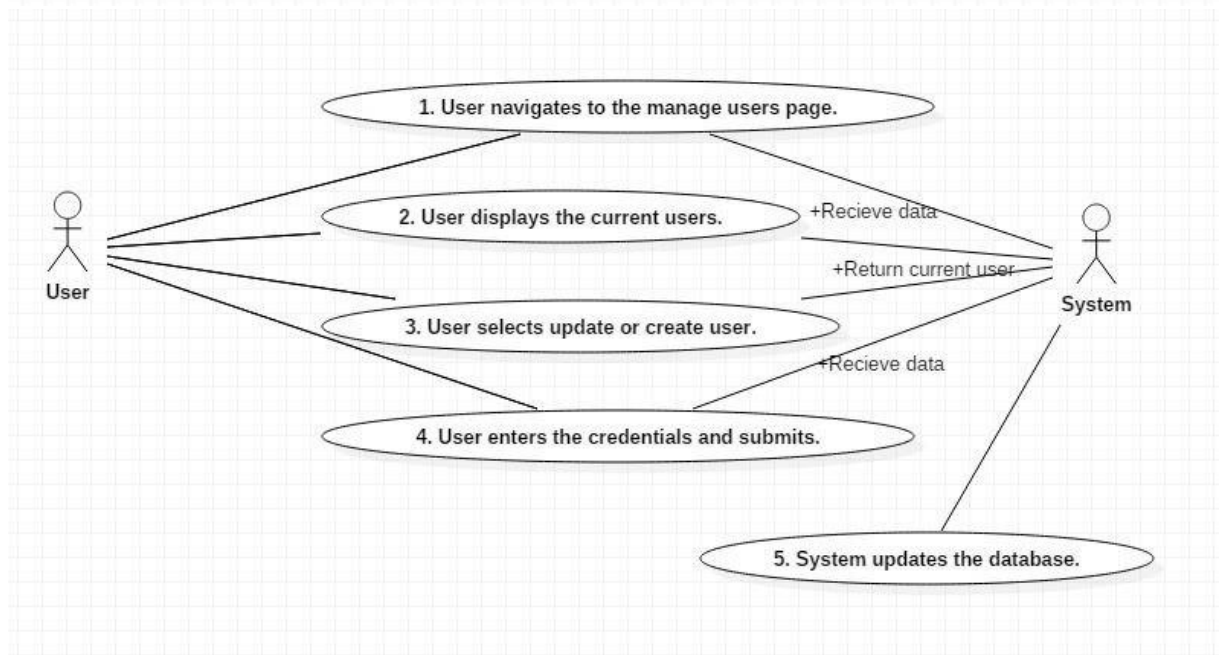 1. User navigates to the manage users page.
2. User displays the current users.
+Recieve data
+Return current user
User
System
3. User selects update or create user.
+Recieve data
4. User enters the credentials and submits.
5. System updates the database.